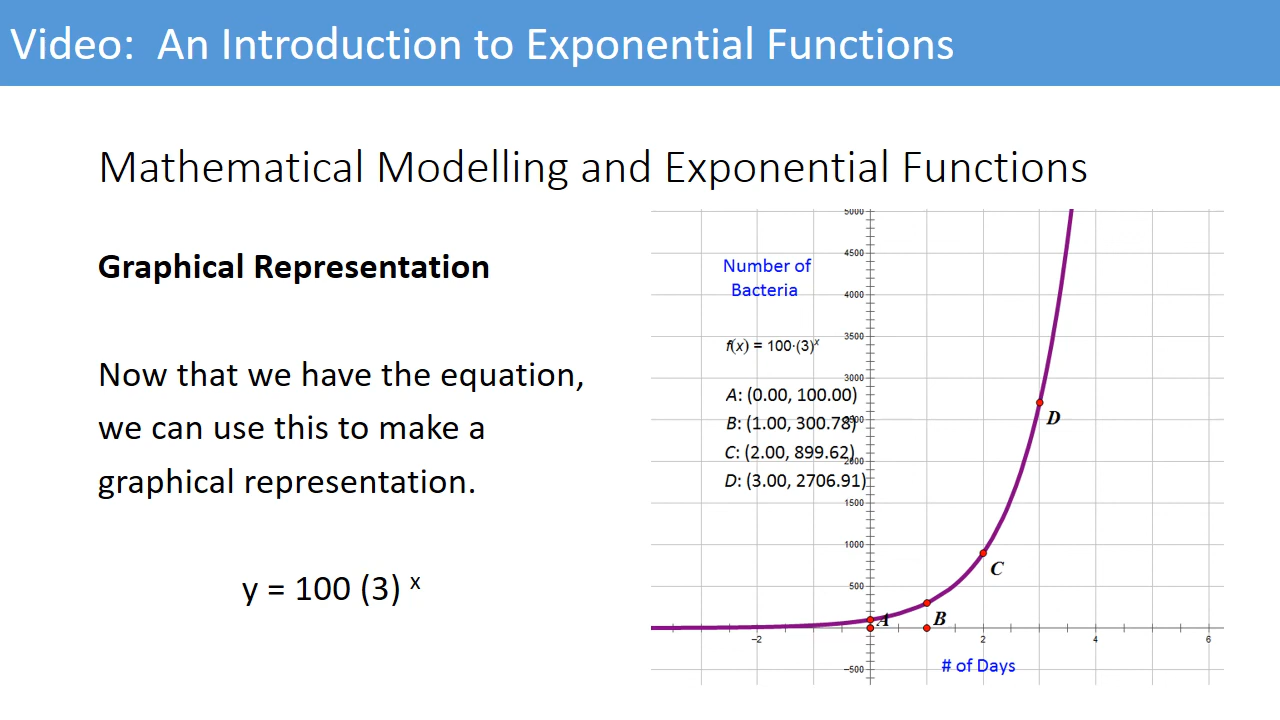 Video: An Introduction to Exponential Functions
Mathematical Modelling and Exponential Functions
Graphical Representation
Now that we have the equation,
we can use this to make a
graphical representation.
y = 100 (3) x
Number of
Bacteria
f(x) = 100·(3)x
A: (0.00, 100.00)
B: (1.00, 300.78)
C: (2.00, 899.62)
D: (3.00, 2706.91)
5000
4500
4000
3500
3000
2500
2000
1500
1000
500
−500
−2
2
4
6
A
B
C
D
# of Days